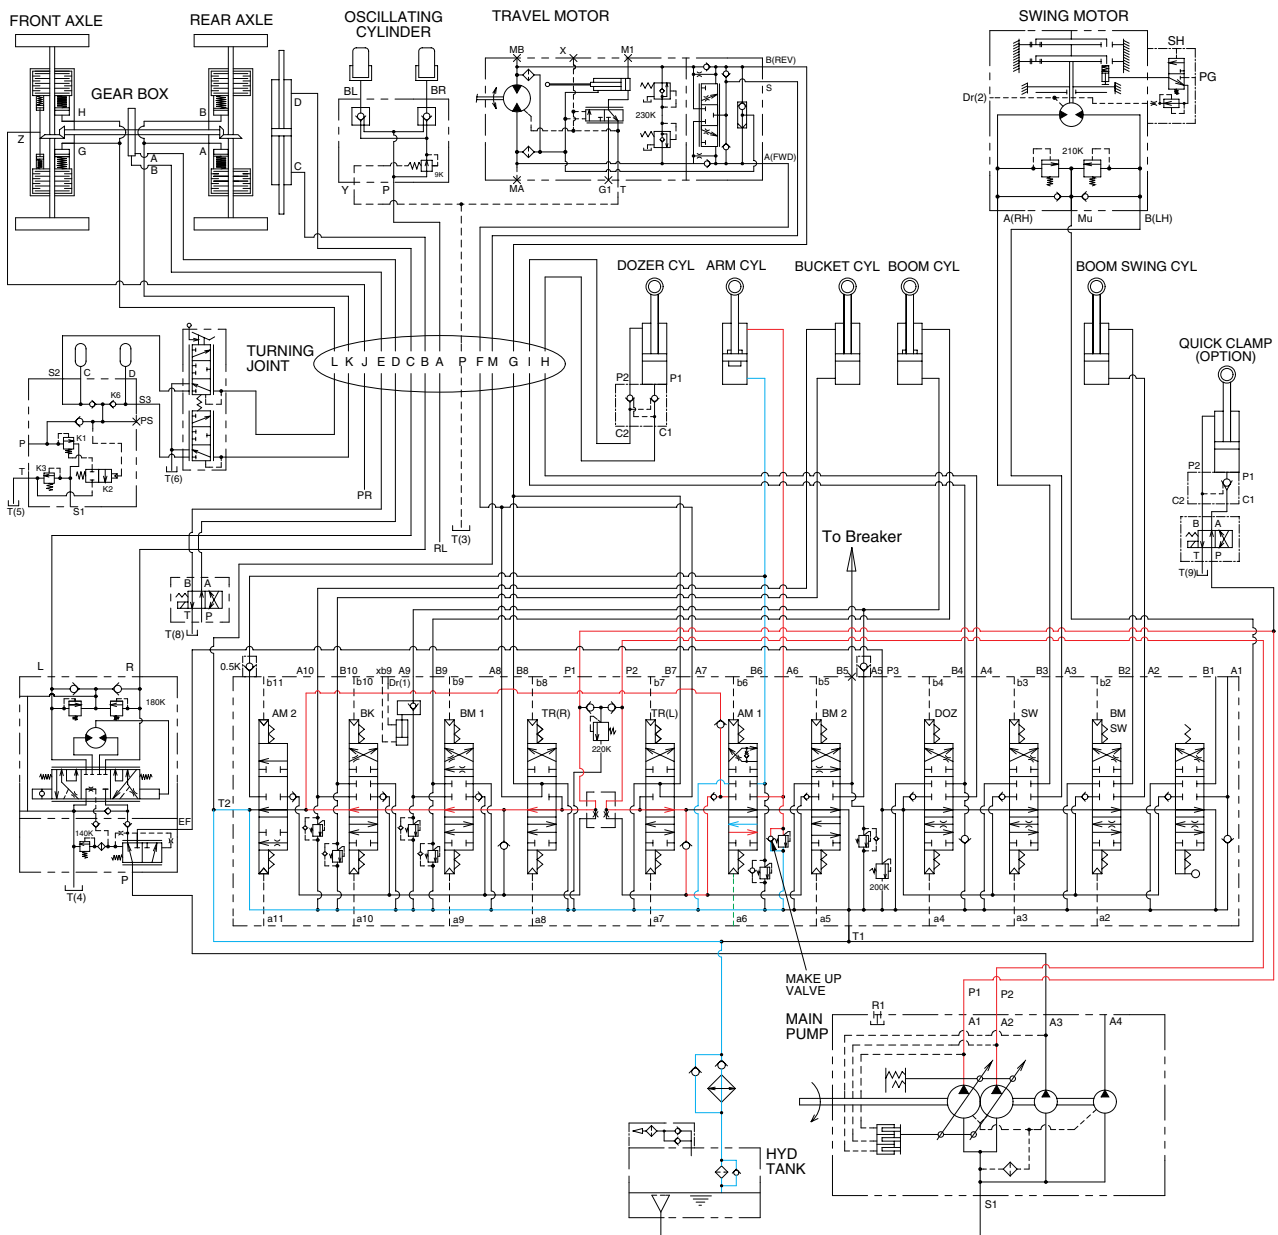 FRONT AXLE
REAR AXLE
OSCILLATING
CYLINDER
TRAVEL MOTOR
SWING MOTOR
MB
X
M1
B(REV)
S
SH
PG
Dr(2)
BL
BR
GEAR BOX
D
H
B
Z
G
A
A
B
C
230K
210K
Y
P
9K
MA
G1
T
A(FWD)
A(RH)
Mu
B(LH)
DOZER CYL
ARM CYL
BUCKET CYL
BOOM CYL
BOOM SWING CYL
QUICK CLAMP
(OPTION)
TURNING
JOINT
L K J E D C B A P F M G I H
S2
C
D
K6
S3
PS
P
K1
K3
T
K2
T(5)
S1
T(6)
P2
P1
C2
C1
P2
P1
C2
C1
B
A
T
P
T(9)
PR
RL
T(3)
To Breaker
B
A
T
P
T(8)
L
R
180K
EF
140K
P
T(4)
0.5K
A10
B10
xb9
A9
B9
A8
B8
P1
P2
B7
A7
B6
A6
B5
A5
P3
B4
A4
B3
A3
B2
A2
B1
A1
b11
b10
Dr(1)
b9
b8
b7
b6
b5
b4
b3
b2
AM 2
BK
BM 1
TR(R)
TR(L)
AM 1
BM 2
DOZ
SW
BM
SW
220K
T2
200K
a11
a10
a9
a8
a7
a6
a5
a4
a3
a2
T1
MAKE UP
VALVE
P1
P2
R1
MAIN
PUMP
A1
A2
A3
A4
HYD
TANK
S1